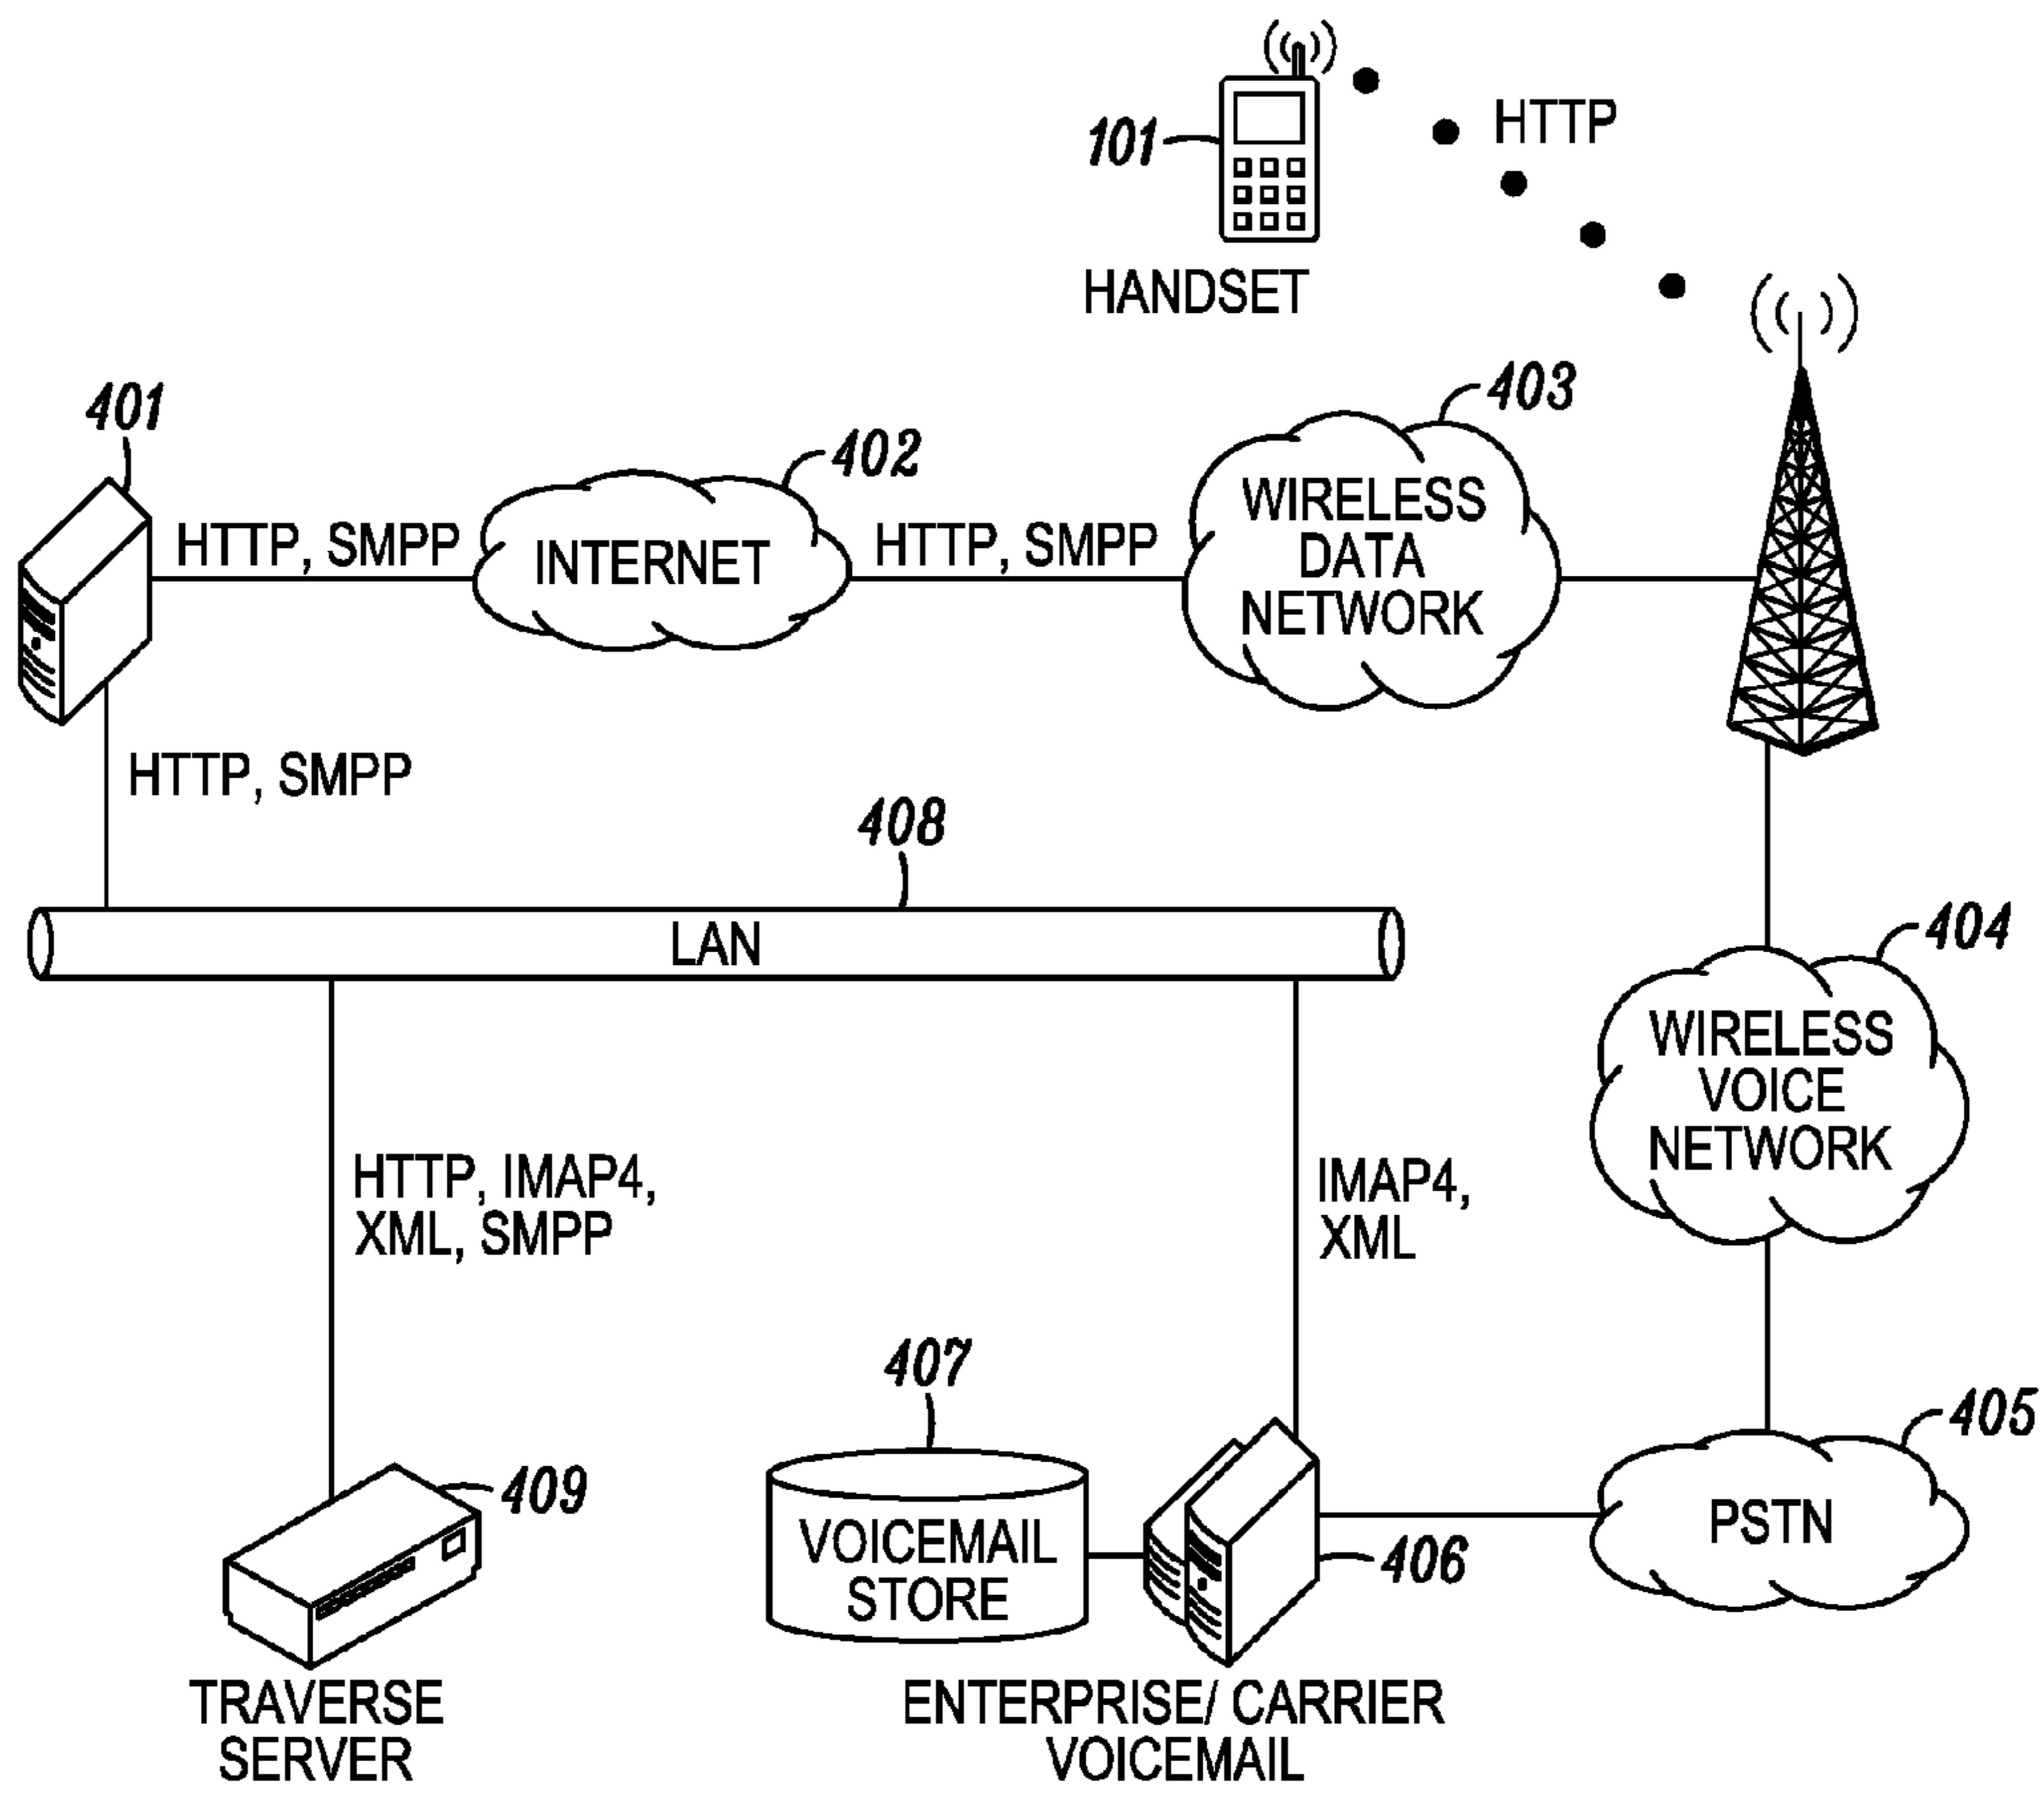 101
HTTP
HANDSET
401
402
403
HTTP, SMPP
INTERNET
HTTP, SMPP
WIRELESS
DATA
NETWORK
HTTP, SMPP
408
LAN
404
WIRELESS
VOICE
NETWORK
HTTP, IMAP4,
XML, SMPP
IMAP4,
XML
407
405
409
VOICEMAIL
STORE
406
PSTN
TRAVERSE
SERVER
ENTERPRISE/ CARRIER
VOICEMAIL